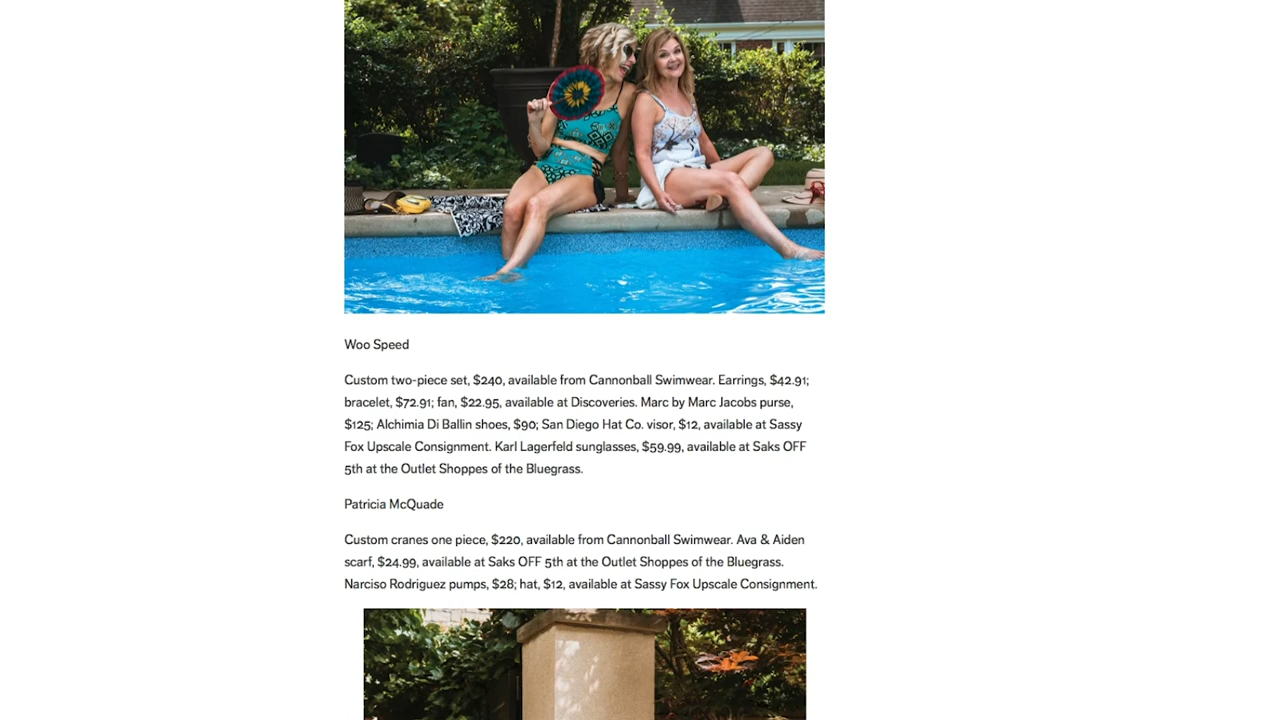 Woo Speed
Custom two-piece set, $240, available from Cannonball Swimwear. Earrings, $42.91;
bracelet, $72.91; fan, $22.95, available at Discoveries. Marc by Marc Jacobs purse,
$125; Alchimia Di Ballin shoes, $90; San Diego Hat Co. visor, $12, available at Sassy
Fox Upscale Consignment. Karl Lagerfeld sunglasses, $59.99, available at Saks OFF
5th at the Outlet Shoppes of the Bluegrass.
Patricia McQuade
Custom cranes one piece, $220, available from Cannonball Swimwear. Ava & Aiden
scarf, $24.99, available at Saks OFF 5th at the Outlet Shoppes of the Bluegrass.
Narciso Rodriguez pumps, $28; hat, $12, available at Sassy Fox Upscale Consignment.